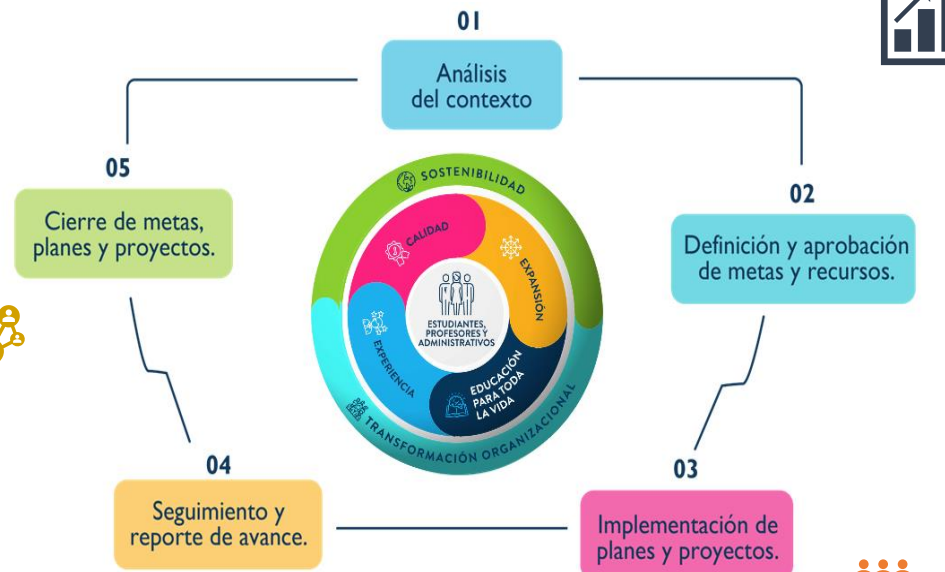 01
Análisis
del contexto
02
Definición y aprobación
de metas y recursos.
03
Implementación de
planes y proyectos.
04
Seguimiento y
reporte de avance.
05
Cierre de metas,
planes y proyectos.
SOSTENIBILIDAD
CALIDAD
EXPANSIÓN
EDUCACIÓN
PARA TODA
LA VIDA
EXPERIENCIA
ESTUDIANTES,
PROFESORES Y
ADMINISTRATIVOS
TRANSFORMACIÓN ORGANIZACIONAL